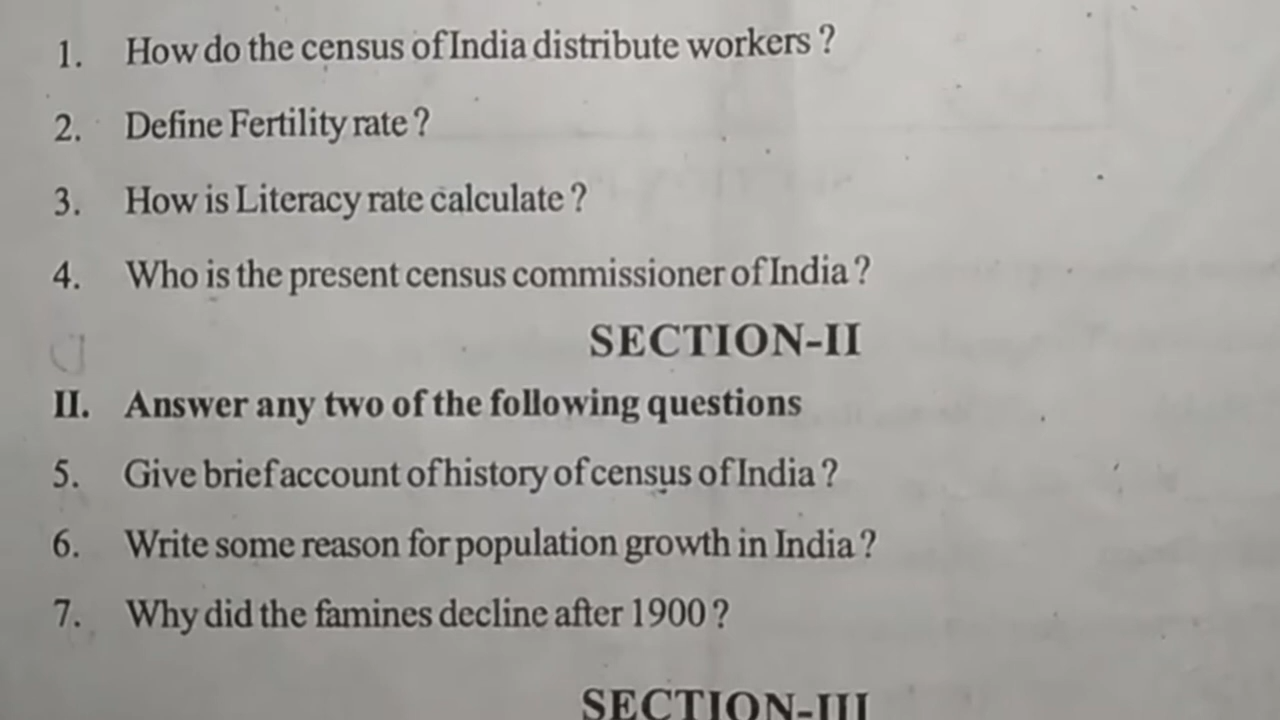 1. How do the census of India distribute workers ?
2. Define Fertility rate ?
3. How is Literacy rate calculate ?
4. Who is the present census commissioner of India ?
SECTION-II
II. Answer any two of the following questions
5. Give brief account of history of census of India ?
6. Write some reason for population growth in India ?
7. Why did the famines decline after 1900 ?
SECTION-III